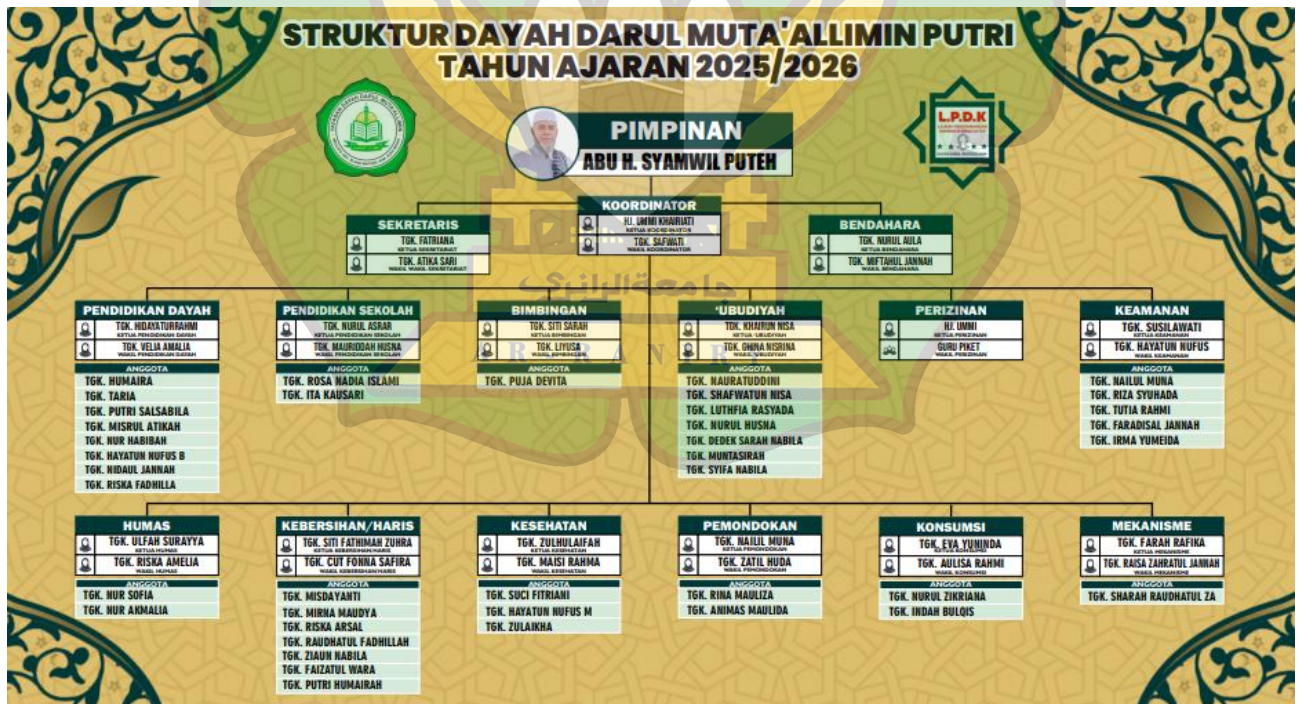 STRUKTUR DAYAH DARUL MUTA'ALLIMIN PUTRI
TAHUN AJARAN 2025/2026
L.P.D.K
PIMPINAN
ABU H. SYAMWIL PUTEH
KOORDINATOR
HJ. UMMI KHAIRIATI
KETUA KOORDINATOR
TGK. SAFWATI
WAKIL KOORDINATOR
SEKRETARIS
TGK. FATRIANA
KETUA SEKRETARIAT
TGK. ATIKA SARI
WAKIL WAKIL SEKRETARIAT
BENDAHARA
TGK. NURUL AULA
KETUA BENDAHARA
TGK. MIFTAHUL JANNAH
WAKIL BENDAHARA
جامعة الرانري
A R - R A N I R Y
PENDIDIKAN DAYAH
TGK. HIDAYATURRAHMI
KETUA PENDIDIKAN DAYAH
TGK. VELIA AMALIA
WAKIL PENDIDIKAN DAYAH
ANGGOTA
TGK. HUMAIRA
TGK. TARIA
TGK. PUTRI SALSABILA
TGK. MISRUL ATIKAH
TGK. NUR HABIBAH
TGK. HAYATUN NUFUS B
TGK. NIDAUL JANNAH
TGK. RISKA FADHILLA
PENDIDIKAN SEKOLAH
TGK. NURUL ASRAR
KETUA PENDIDIKAN SEKOLAH
TGK. MAURIDDAH HUSNA
WAKIL PENDIDIKAN SEKOLAH
ANGGOTA
TGK. ROSA NADIA ISLAMI
TGK. ITA KAUSARI
BIMBINGAN
TGK. SITI SARAH
KETUA BIMBINGAN
TGK. LIYUSA
WAKIL BIMBINGAN
ANGGOTA
TGK. PUJA DEVITA
'UBUDIYAH
TGK. KHAIRUN NISA
KETUA 'UBUDIYAH
TGK. GHINA NISRINA
WAKIL 'UBUDIYAH
ANGGOTA
TGK. NAURATUDDINI
TGK. SHAFWATUN NISA
TGK. LUTHFIA RASYADA
TGK. NURUL HUSNA
TGK. DEDEK SARAH NABILA
TGK. MUNTASIRAH
TGK. SYIFA NABILA
PERIZINAN
HJ. UMMI
KETUA PERIZINAN
GURU PIKET
WAKIL PERIZINAN
KEAMANAN
TGK. SUSILAWATI
KETUA KEAMANAN
TGK. HAYATUN NUFUS
WAKIL KEAMANAN
ANGGOTA
TGK. NAILUL MUNA
TGK. RIZA SYUHADA
TGK. TUTIA RAHMI
TGK. FARADISAL JANNAH
TGK. IRMA YUMEIDA
HUMAS
TGK. ULFAH SURAYYA
KETUA HUMAS
TGK. RISKA AMELIA
WAKIL HUMAS
ANGGOTA
TGK. NUR SOFIA
TGK. NUR AKMALIA
KEBERSIHAN/HARIS
TGK. SITI FATHIMAH ZUHRA
KETUA KEBERSIHAN/HARIS
TGK. CUT FONNA SAFIRA
WAKIL KEBERSIHAN/HARIS
ANGGOTA
TGK. MISDAYANTI
TGK. MIRNA MAUDYA
TGK. RISKA ARSAL
TGK. RAUDHATUL FADHILLAH
TGK. ZIAUN NABILA
TGK. FAIZATUL WARA
TGK. PUTRI HUMAIRAH
KESEHATAN
TGK. ZULHULAIFAH
KETUA KESEHATAN
TGK. MAISI RAHMA
WAKIL KESEHATAN
ANGGOTA
TGK. SUCI FITRIANI
TGK. HAYATUN NUFUS M
TGK. ZULAIKHA
PEMONDOKAN
TGK. NAILIL MUNA
KETUA PEMONDOKAN
TGK. ZATIL HUDA
WAKIL PEMONDOKAN
ANGGOTA
TGK. RINA MAULIZA
TGK. ANIMAS MAULIDA
KONSUMSI
TGK. EVA YUNINDA
KETUA KONSUMSI
TGK. AULISA RAHMI
WAKIL KONSUMSI
ANGGOTA
TGK. NURUL ZIKRIANA
TGK. INDAH BULQIS
MEKANISME
TGK. FARAH RAFIKA
KETUA MEKANISME
TGK. RAISA ZAHRATUL JANNAH
WAKIL MEKANISME
ANGGOTA
TGK. SHARAH RAUDHATUL ZA